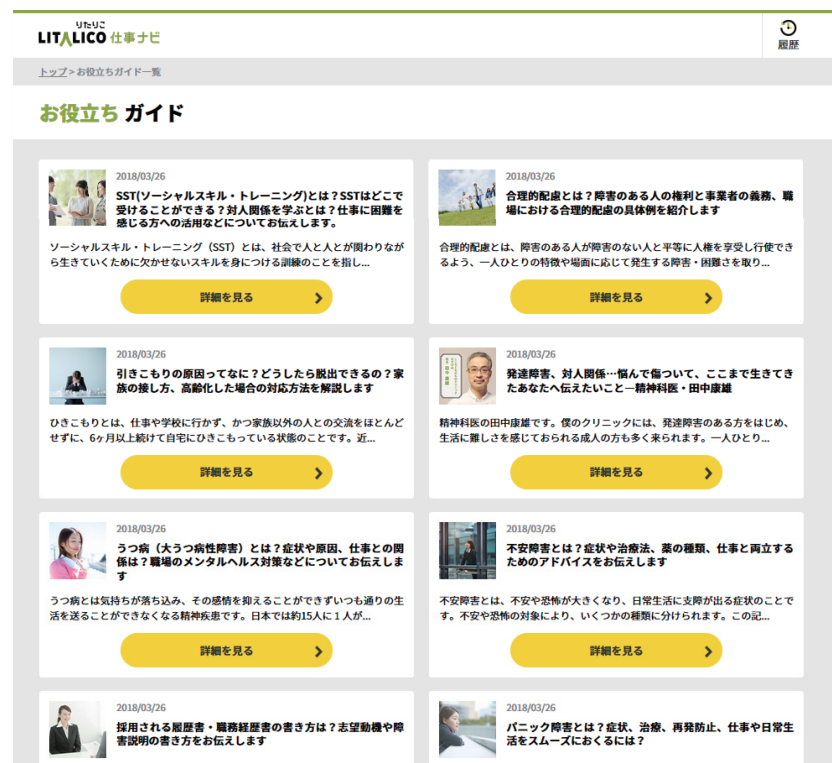 りたりこ
LITALICO 仕事ナビ
履歴
トップ > お役立ちガイド一覧
お役立ち ガイド
2018/03/26
SST(ソーシャルスキル・トレーニング)とは？SSTはどこで
受けることができる？対人関係を学ぶとは？仕事に困難を
感じる方への活用などについてお伝えします。
ソーシャルスキル・トレーニング（SST）とは、社会で人と人とが関わりなが
ら生きていくために欠かせないスキルを身につける訓練のことを指し...
詳細を見る
2018/03/26
合理的配慮とは？障害のある人の権利と事業者の義務、職
場における合理的配慮の具体例を紹介します
合理的配慮とは、障害のある人が障害のない人と平等に人権を享受し行使でき
るよう、一人ひとりの特徴や場面に応じて発生する障害・困難さを取り...
詳細を見る
2018/03/26
引きこもりの原因ってなに？どうしたら脱出できるの？家
族の接し方、高齢化した場合の対応方法を解説します
ひきこもりとは、仕事や学校に行かず、かつ家族以外の人との交流をほとんど
せずに、6ヶ月以上続けて自宅にひきこもっている状態のことです。近...
詳細を見る
2018/03/26
発達障害、対人関係…悩んで傷ついて、ここまで生きてき
たあなたへ伝えたいこと―精神科医・田中康雄
精神科医の田中康雄です。僕のクリニックには、発達障害のある方をはじめ、
生活に難しさを感じておられる成人の方も多く来られます。一人ひとり...
詳細を見る
2018/03/26
うつ病（大うつ病性障害）とは？症状や原因、仕事との関
係は？職場のメンタルヘルス対策などについてお伝えしま
す
うつ病とは気持ちが落ち込み、その感情を抑えることができずいつも通りの生
活を送ることができなくなる精神疾患です。日本では約15人に１人が...
詳細を見る
2018/03/26
不安障害とは？症状や治療法、薬の種類、仕事と両立する
ためのアドバイスをお伝えします
不安障害とは、不安や恐怖が大きくなり、日常生活に支障が出る症状のことで
す。不安や恐怖の対象により、いくつかの種類に分けられます。この記...
詳細を見る
2018/03/26
採用される履歴書・職務経歴書の書き方は？志望動機や障
害説明の書き方をお伝えします
2018/03/26
パニック障害とは？症状、治療、再発防止、仕事や日常生
活をスムーズにおくるには？